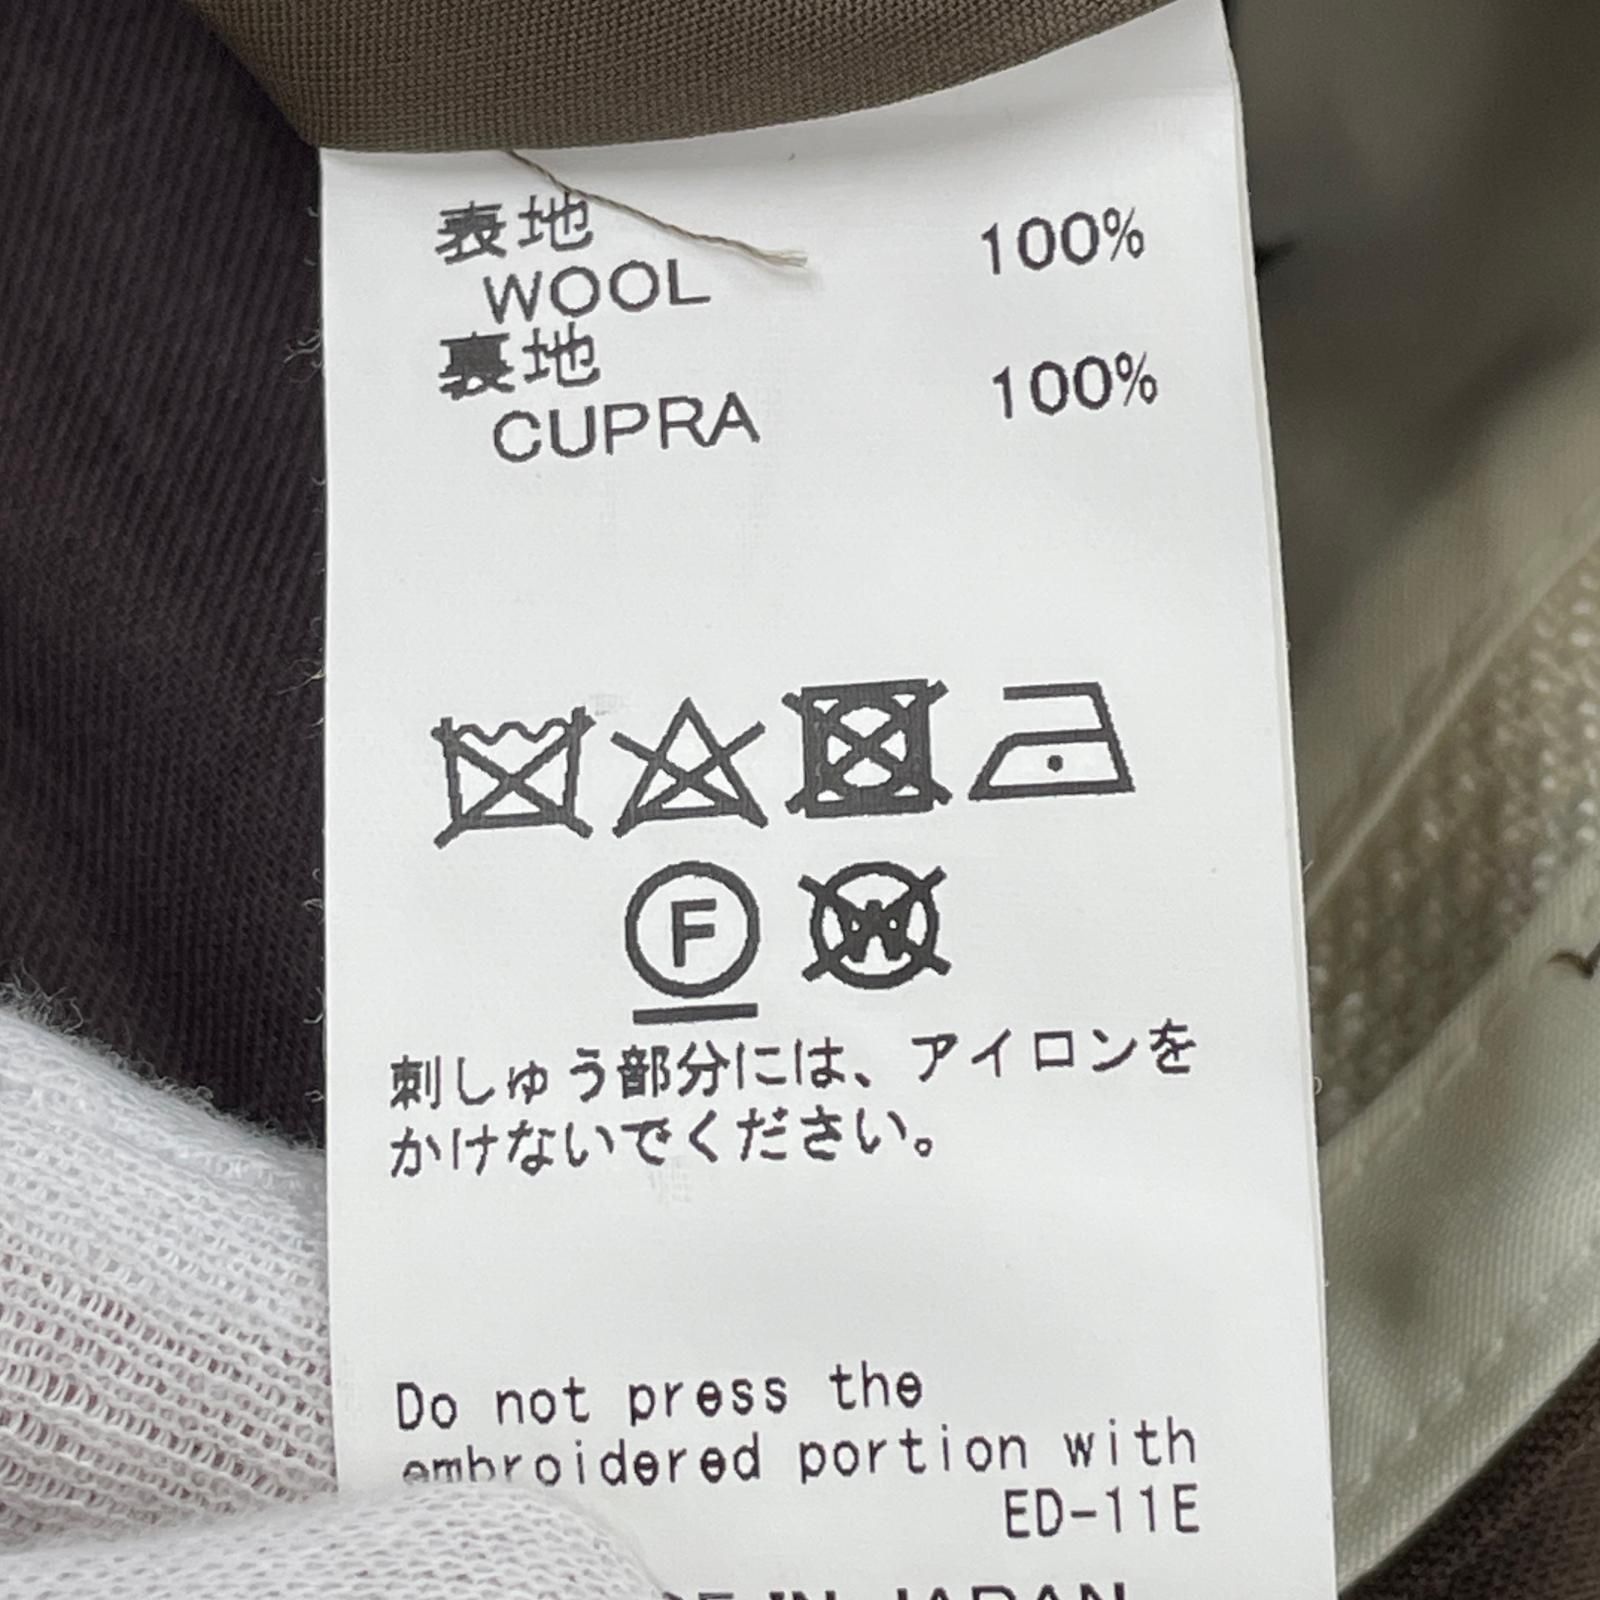 表地
WOOL 100%
裏地
CUPRA 100%
F
W
刺しゅう部分には、アイロンを
かけないでください。
Do not press the
embroidered portion with
ED-11E
IN JAPAN